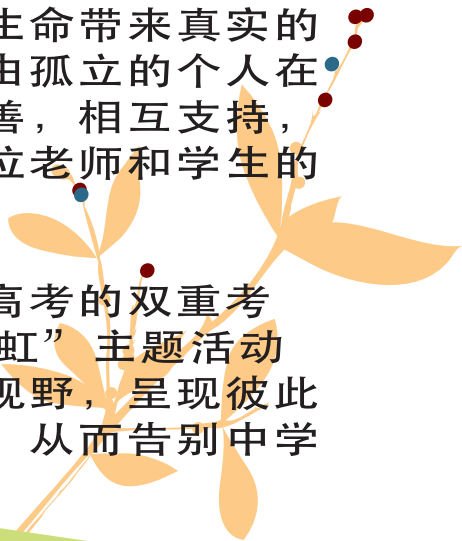 生命带来真实的
由孤立的个人在
善，相互支持，
位老师和学生的
高考的双重考
虹”主题活动
视野，呈现彼此
从而告别中学